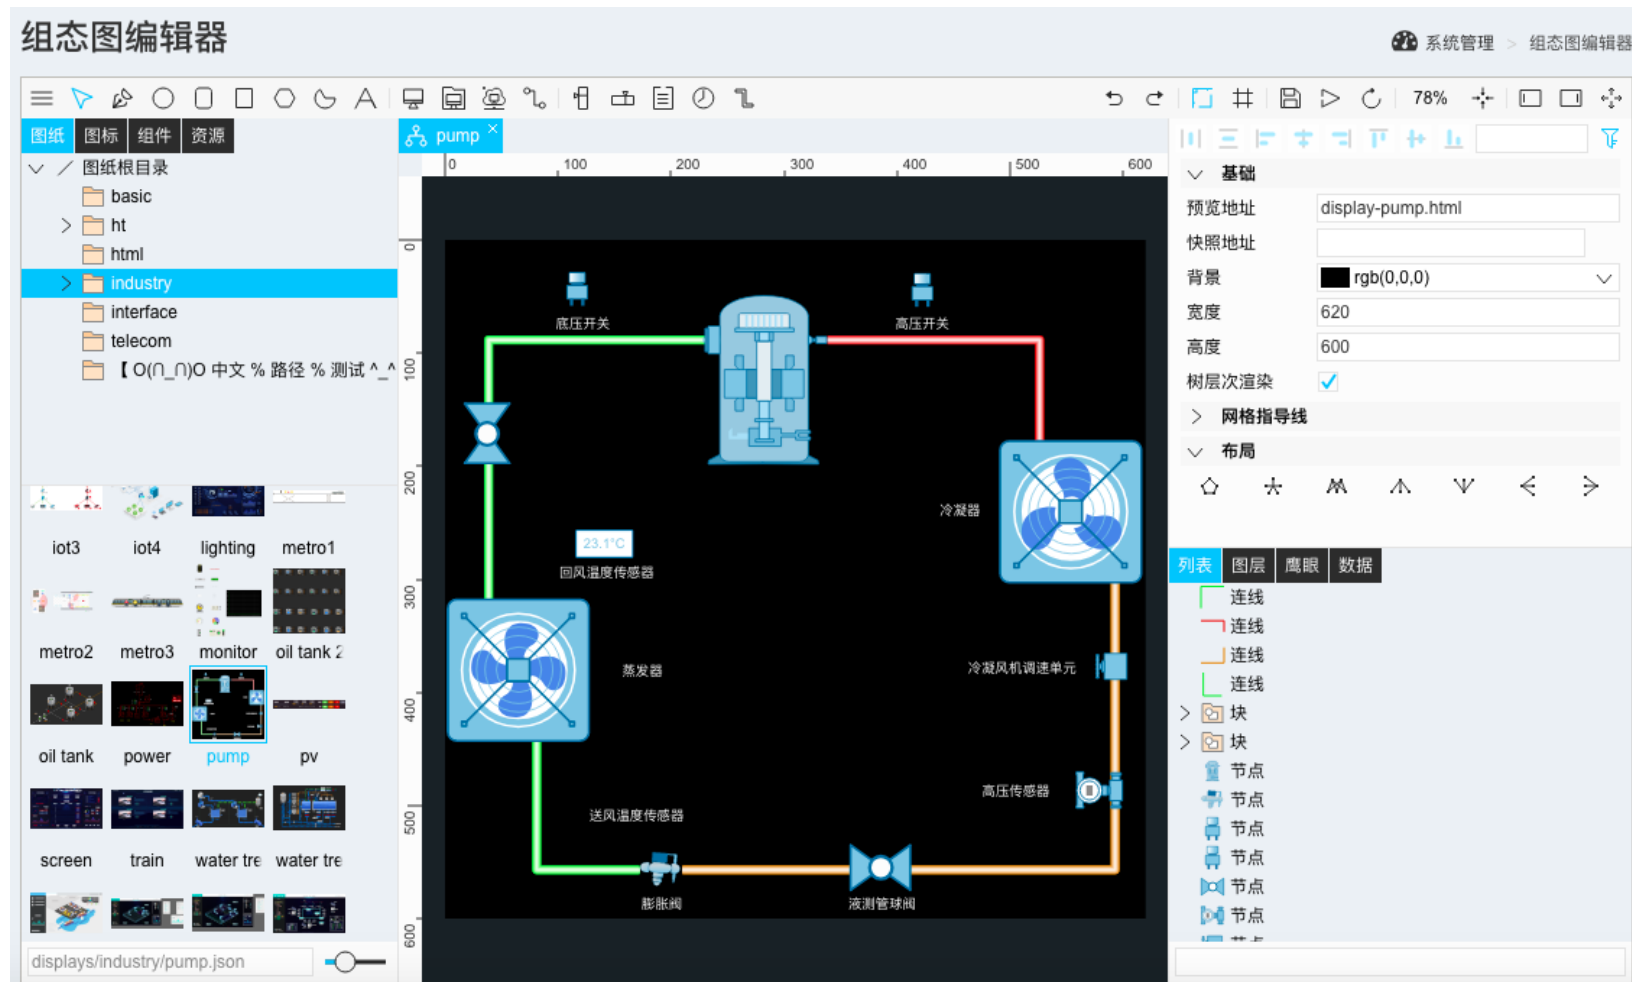 组态图编辑器
系统管理 > 组态图编辑器
78%
图纸 图标 组件 资源
pump
图纸根目录
basic
ht
html
industry
interface
telecom
【 O(∩_∩)O 中文 % 路径 % 测试 ^_^
iot3 iot4 lighting metro1
metro2 metro3 monitor oil tank 2
oil tank power pump pv
screen train water tre water tre
displays/industry/pump.json
0 100 200 300 400 500 600
0
100
200
300
400
500
600
底压开关
高压开关
冷凝器
23.1°C
回风温度传感器
蒸发器
冷凝风机调速单元
高压传感器
送风温度传感器
膨胀阀
液测管球阀
基础
预览地址 display-pump.html
快照地址
背景 rgb(0,0,0)
宽度 620
高度 600
树层次渲染
网格指导线
布局
列表 图层 鹰眼 数据
连线
连线
连线
连线
块
块
节点
节点
节点
节点
节点
节点